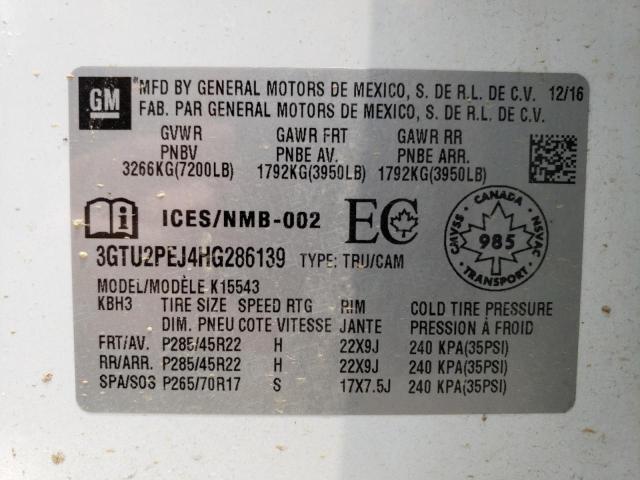 GM
MFD BY GENERAL MOTORS DE MEXICO, S. DE R.L. DE C.V. 12/16
FAB. PAR GENERAL MOTORS DE MEXICO, S. DE R.L. DE C.V.
GVWR GAWR FRT GAWR RR
PNBV PNBE AV. PNBE ARR.
3266KG(7200LB) 1792KG(3950LB) 1792KG(3950LB)
i ICES/NMB-002 EC
CANADA
CMVSS 985 NSVAC
TRANSPORT
3GTU2PEJ4HG286139 TYPE: TRU/CAM
MODEL/MODÈLE K15543
KBH3 TIRE SIZE SPEED RTG RIM COLD TIRE PRESSURE
DIM. PNEU COTE VITESSE JANTE PRESSION À FROID
FRT/AV. P285/45R22 H 22X9J 240 KPA(35PSI)
RR/ARR. P285/45R22 H 22X9J 240 KPA(35PSI)
SPA/SOS P265/70R17 S 17X7.5J 240 KPA(35PSI)